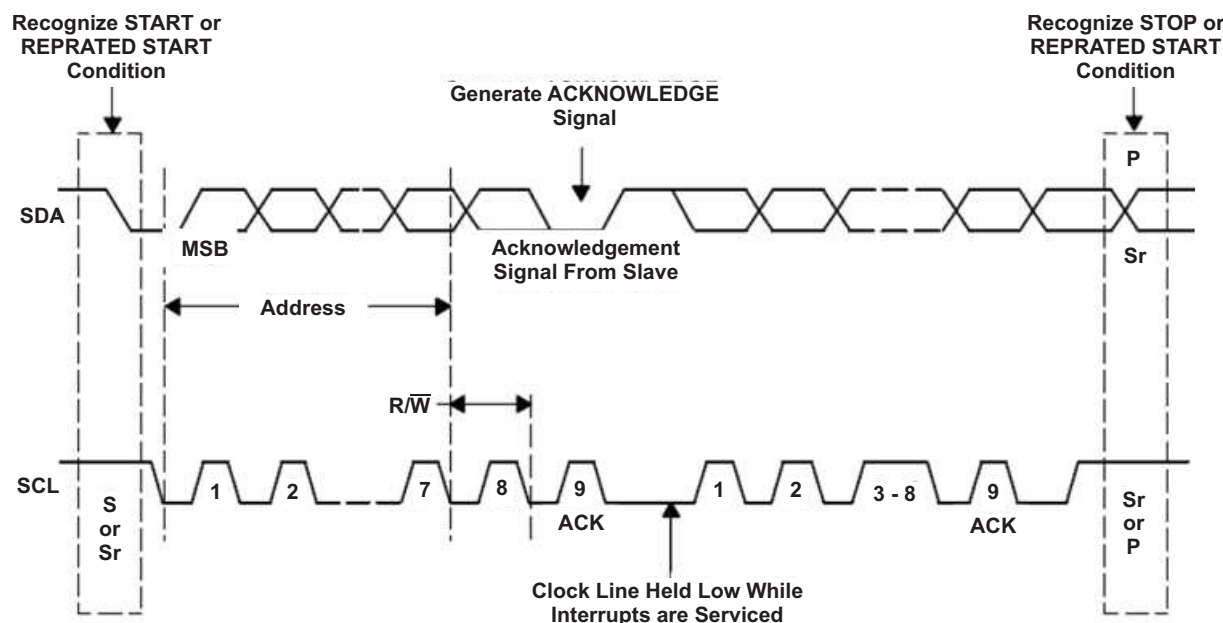 Recognize START or
REPRATED START
Condition
Recognize STOP or
REPRATED START
Condition
Generate ACKNOWLEDGE
Signal
P
SDA
MSB
Acknowledgement
Signal From Slave
Sr
Address
R/W̅
SCL
1
2
7
8
9
1
2
3 - 8
9
ACK
ACK
S
or
Sr
Sr
or
P
Clock Line Held Low While
Interrupts are Serviced